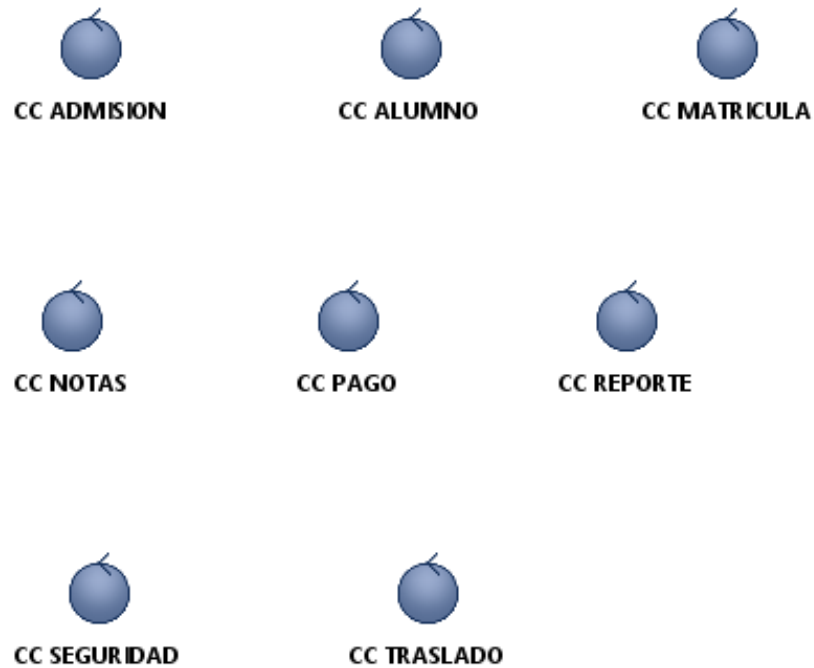 CC ADMISION
CC ALUMNO
CC MATRICULA
CC NOTAS
CC PAGO
CC REPORTE
CC SEGURIDAD
CC TRASLADO